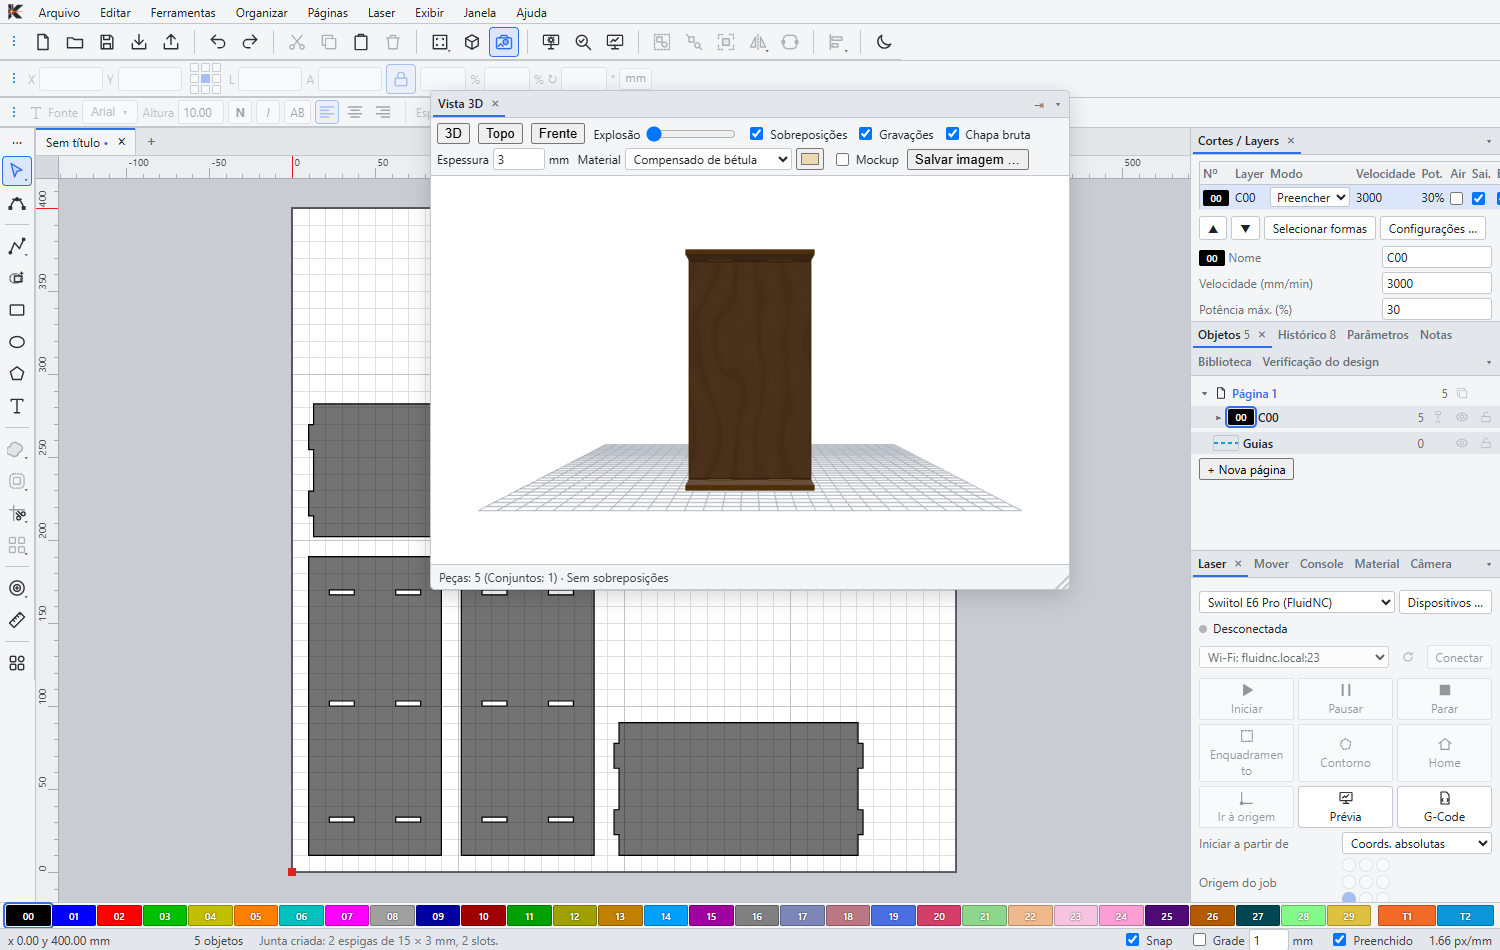 Arquivo Editar Ferramentas Organizar Páginas Laser Exibir Janela Ajuda
X Y L A % % ° mm
Fonte Arial Altura 10.00 N I AB Esp
Sem título • × +
Vista 3D ×
3D Topo Frente Explosão Sobreposições Gravações Chapa bruta
Espessura 3 mm Material Compensado de bétula Mockup Salvar imagem ...
Peças: 5 (Conjuntos: 1) · Sem sobreposições
-100 -50 0 50 500
400
350
300
250
200
150
100
50
0
Cortes / Layers ×
Nº Layer Modo Velocidade Pot. Air Sai. E
00 C00 Preencher 3000 30%
▲ ▼ Selecionar formas Configurações ...
00 Nome C00
Velocidade (mm/min) 3000
Potência máx. (%) 30
Objetos 5 × Histórico 8 Parâmetros Notas
Biblioteca Verificação do design
Página 1 5
00 C00 5
Guias 0
+ Nova página
Laser × Mover Console Material Câmera
Swiitol E6 Pro (FluidNC) Dispositivos ...
Desconectada
Wi-Fi: fluidnc.local:23 Conectar
Iniciar Pausar Parar
Enquadramen
to Contorno Home
Ir à origem Prévia G-Code
Iniciar a partir de Coords. absolutas
Origem do job
00 01 02 03 04 05 06 07 08 09 10 11 12 13 14 15 16 17 18 19 20 21 22 23 24 25 26 27 28 29 T1 T2
x 0.00 y 400.00 mm 5 objetos Junta criada: 2 espigas de 15 × 3 mm, 2 slots. Snap Grade 1 mm Preenchido 1.66 px/mm